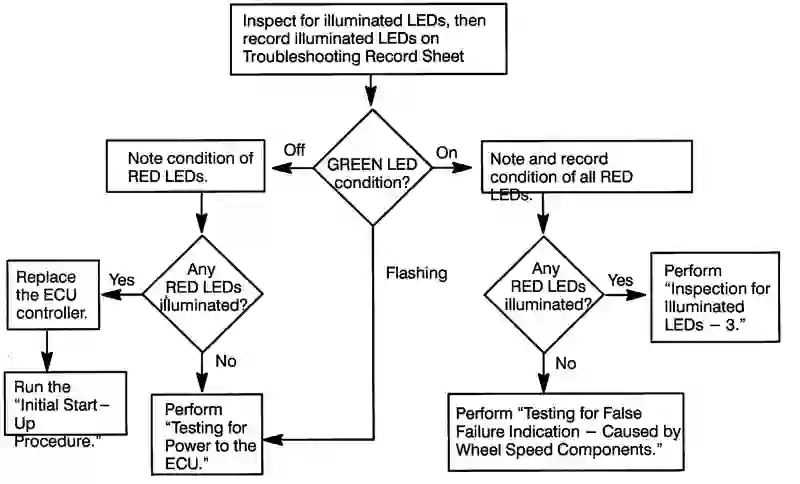 Inspect for illuminated LEDs, then
record illuminated LEDs on
Troubleshooting Record Sheet
Off
GREEN LED
condition?
On
Note condition of
RED LEDs.
Note and record
condition of all RED
LEDs.
Flashing
Replace
the ECU
controller.
Yes
Any
RED LEDs
illuminated?
Any
RED LEDs
illuminated?
Yes
Perform
“Inspection for
Illuminated
LEDs – 3.”
No
No
Run the
“Initial Start–
Up
Procedure.”
Perform
“Testing for
Power to the
ECU.”
Perform “Testing for False
Failure Indication – Caused by
Wheel Speed Components.”